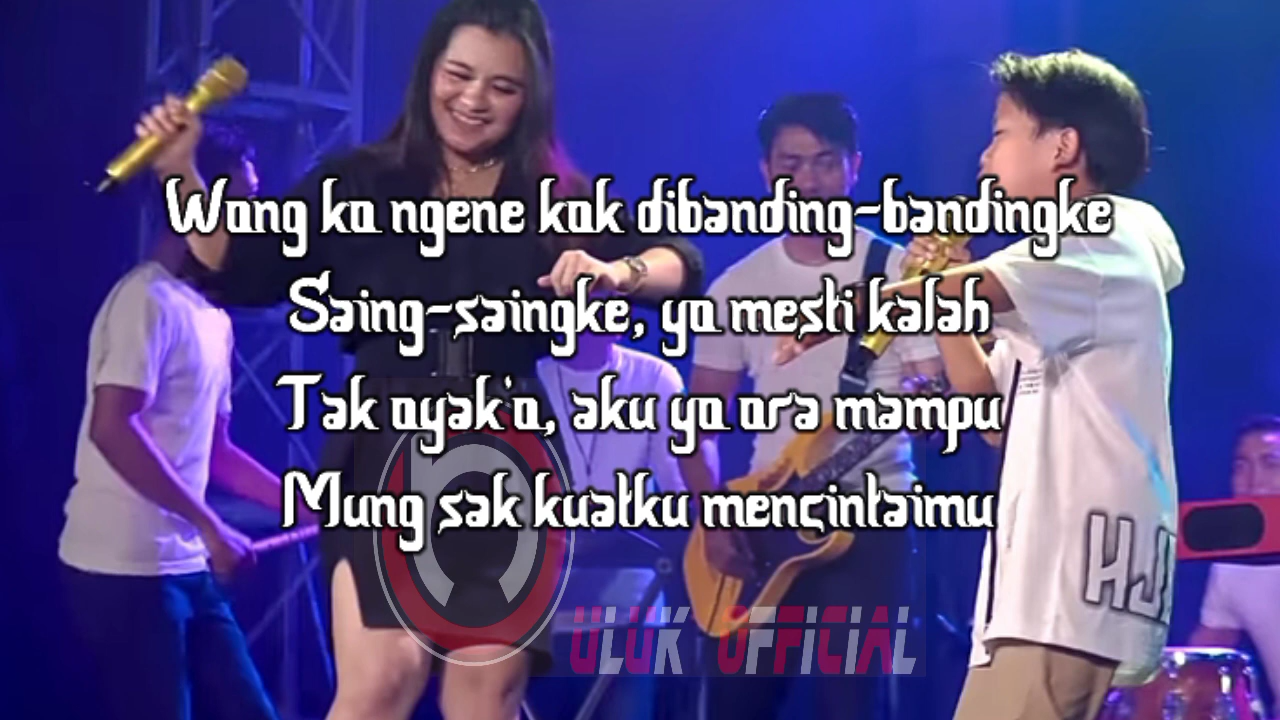 Wong ko ngene kok dibanding-bandingke
Saing-saingke, yo mesti kalah
Tak oyak'o, aku yo ora mampu
Mung sak kuatku mencintaimu
HJ
ULUK OFFICIAL